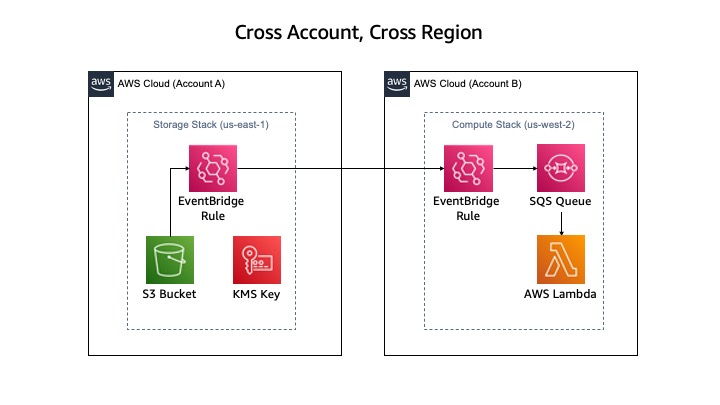 Cross Account, Cross Region
aws
AWS Cloud (Account A)
Storage Stack (us-east-1)
EventBridge
Rule
S3 Bucket
KMS Key
aws
AWS Cloud (Account B)
Compute Stack (us-west-2)
EventBridge
Rule
SQS Queue
AWS Lambda